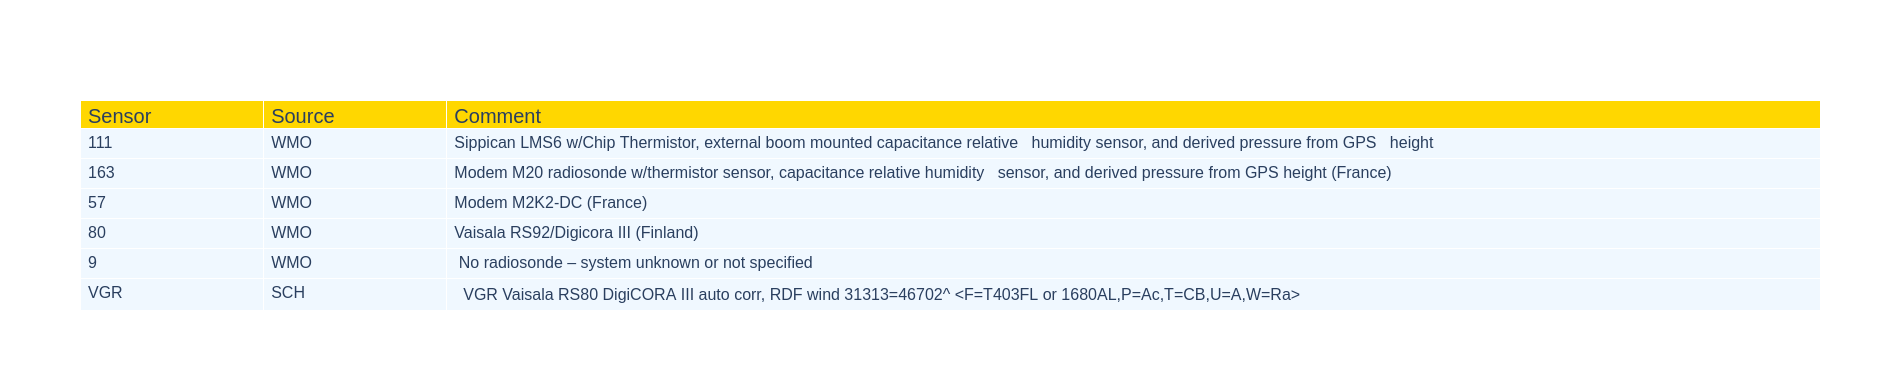 Sensor Source Comment
111 WMO Sippican LMS6 w/Chip Thermistor, external boom mounted capacitance relative   humidity sensor, and derived pressure from GPS   height
163 WMO Modem M20 radiosonde w/thermistor sensor, capacitance relative humidity   sensor, and derived pressure from GPS height (France)
57 WMO Modem M2K2-DC (France)
80 WMO Vaisala RS92/Digicora III (Finland)
9 WMO No radiosonde – system unknown or not specified
VGR SCH VGR Vaisala RS80 DigiCORA III auto corr, RDF wind 31313=46702^ <F=T403FL or 1680AL,P=Ac,T=CB,U=A,W=Ra>